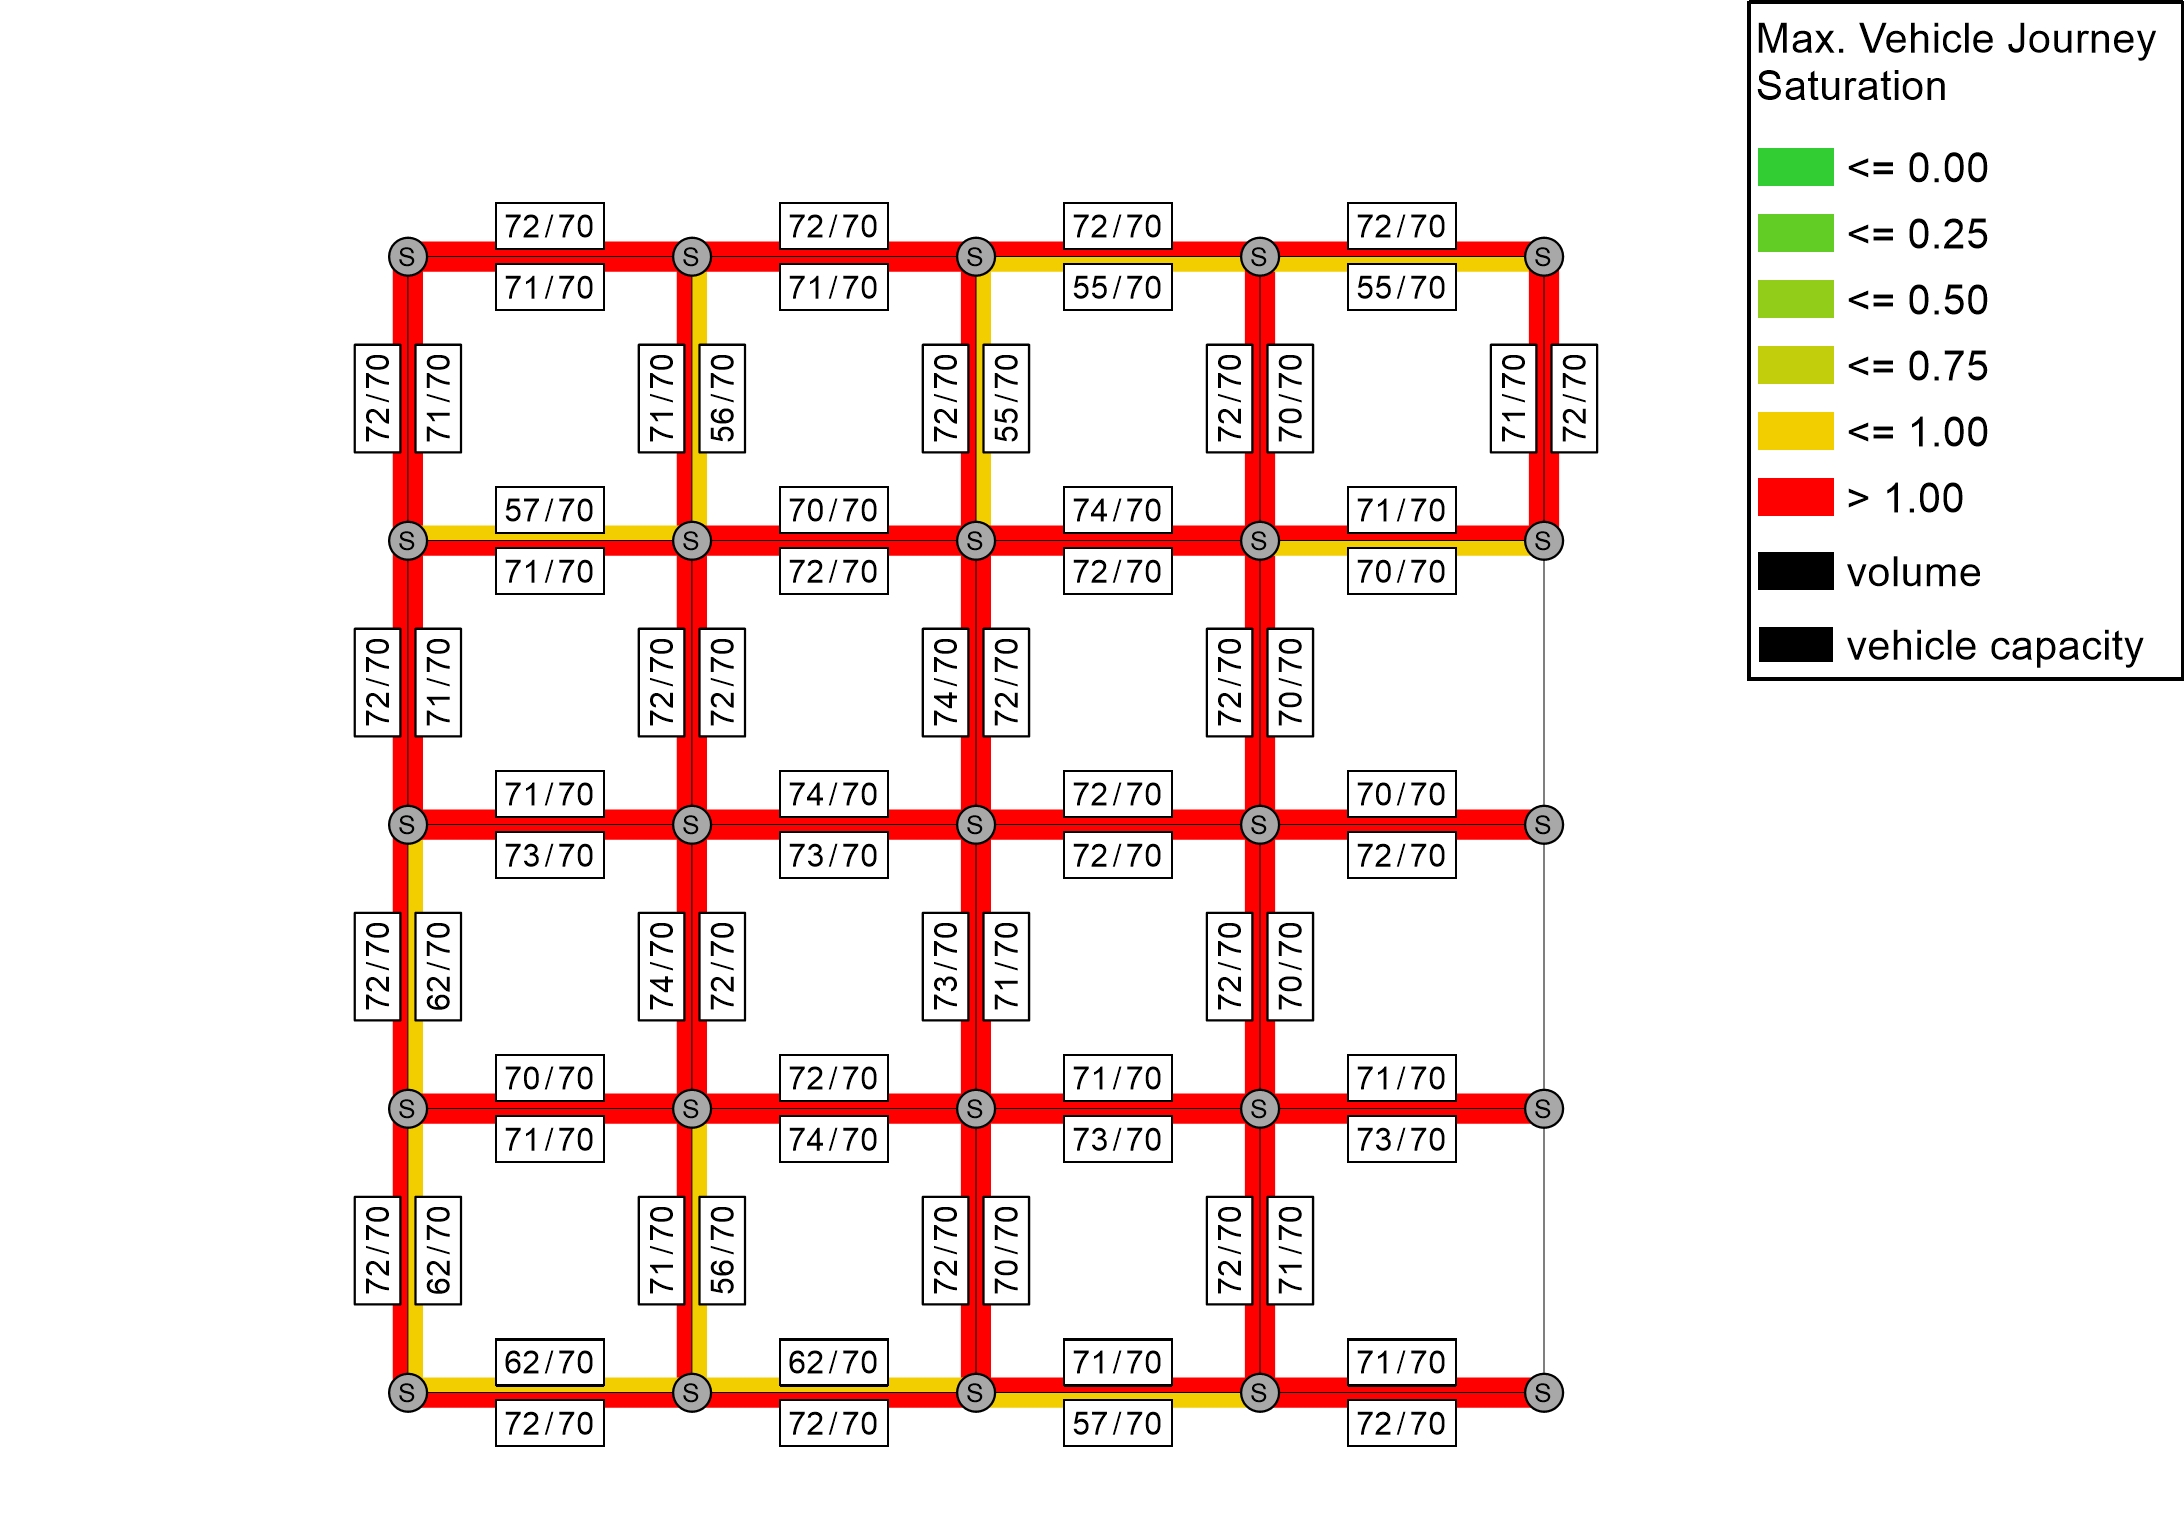 Max. Vehicle Journey
Saturation
<= 0.00
<= 0.25
<= 0.50
<= 0.75
<= 1.00
> 1.00
volume
vehicle capacity
72/70 72/70 72/70 72/70
S S S S S
71/70 71/70 55/70 55/70
72/70 71/70 71/70 56/70 72/70 55/70 72/70 70/70 71/70 72/70
57/70 70/70 74/70 71/70
S S S S S
71/70 72/70 72/70 70/70
72/70 71/70 72/70 72/70 74/70 72/70 72/70 70/70
71/70 74/70 72/70 70/70
S S S S S
73/70 73/70 72/70 72/70
72/70 62/70 74/70 72/70 73/70 71/70 72/70 70/70
70/70 72/70 71/70 71/70
S S S S S
71/70 74/70 73/70 73/70
72/70 62/70 71/70 56/70 72/70 70/70 72/70 71/70
62/70 62/70 71/70 71/70
S S S S S
72/70 72/70 57/70 72/70